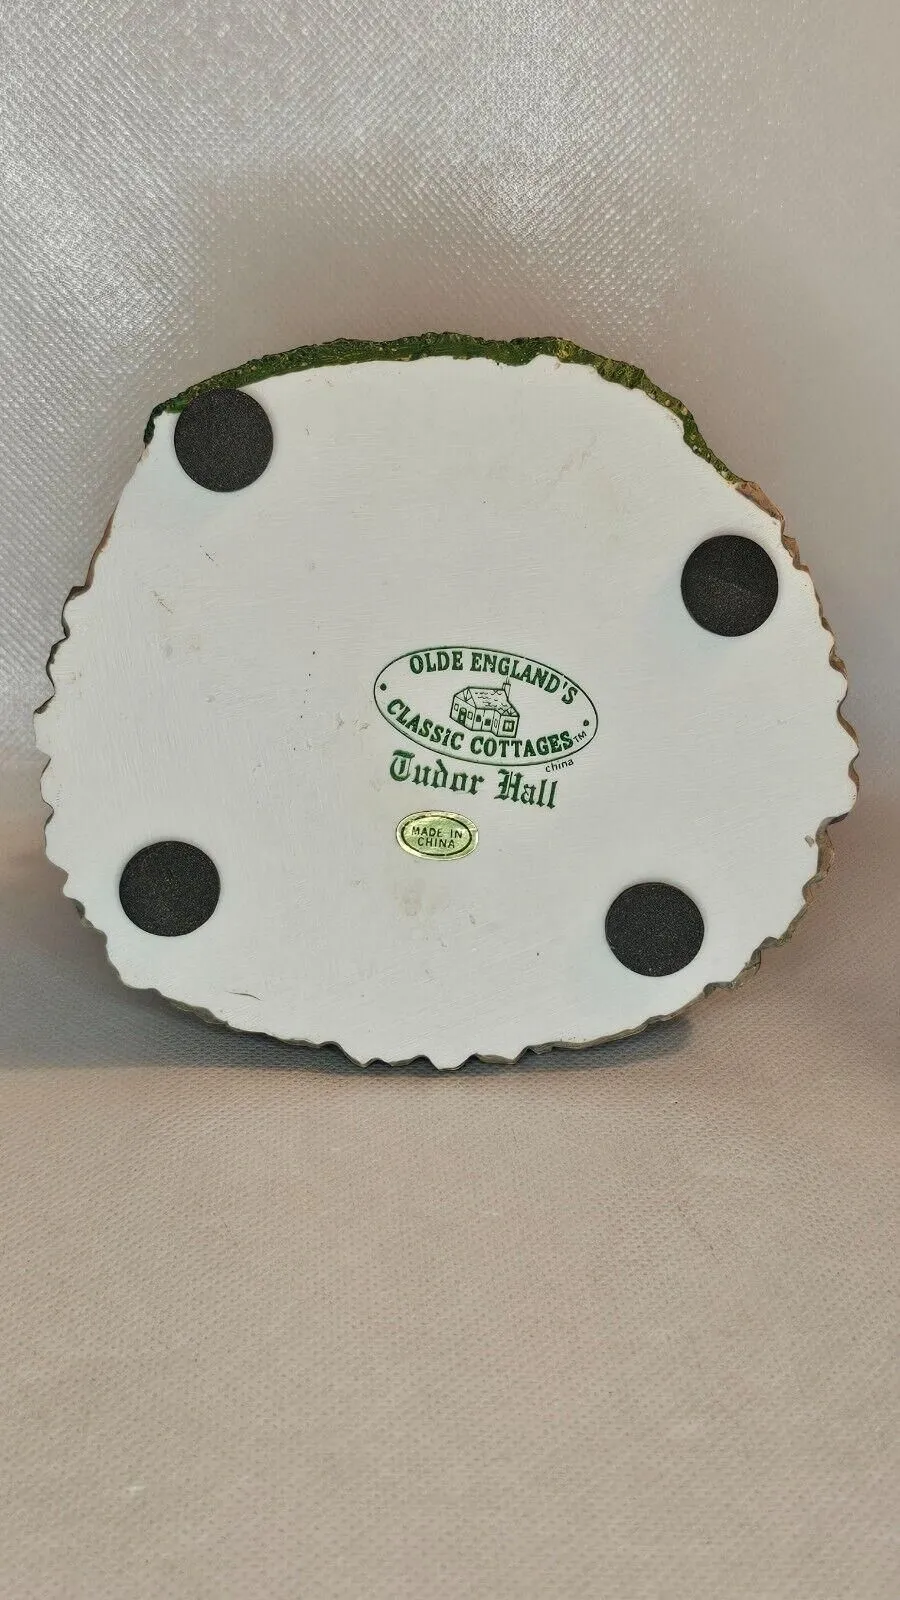 OLDE ENGLAND'S
CLASSIC COTTAGES™
china
Tudor Hall
MADE IN
CHINA